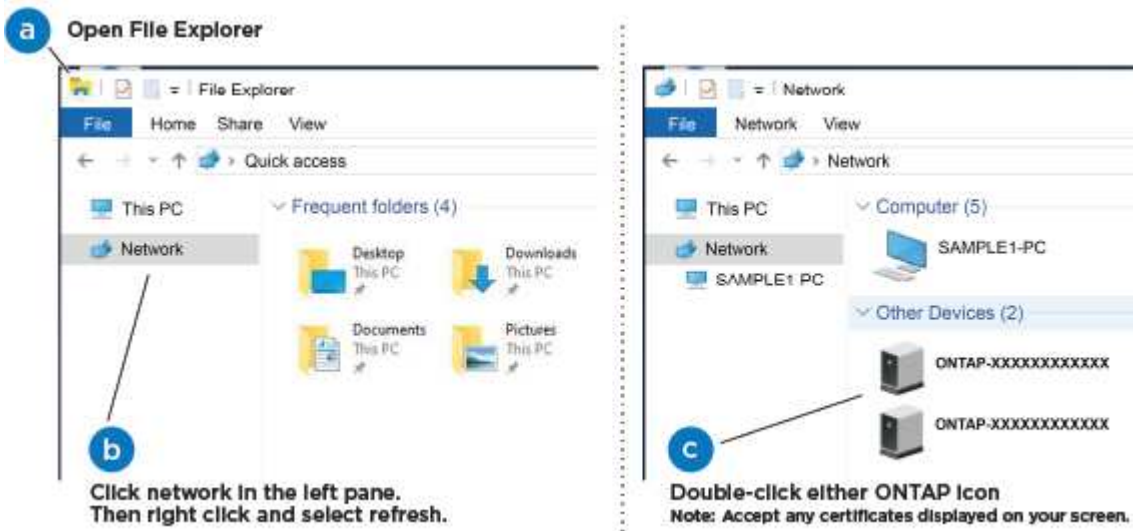 a
Open File Explorer
File Explorer
File Home Share View
Quick access
This PC
Network
Frequent folders (4)
Desktop
This PC
Downloads
This PC
Documents
This PC
Pictures
This PC
b
Click network in the left pane.
Then right click and select refresh.
Network
File Network View
Network
This PC
Network
SAMPLE1 PC
Computer (5)
SAMPLE1-PC
Other Devices (2)
ONTAP-XXXXXXXXXXXX
ONTAP-XXXXXXXXXXXX
c
Double-click either ONTAP icon
Note: Accept any certificates displayed on your screen.